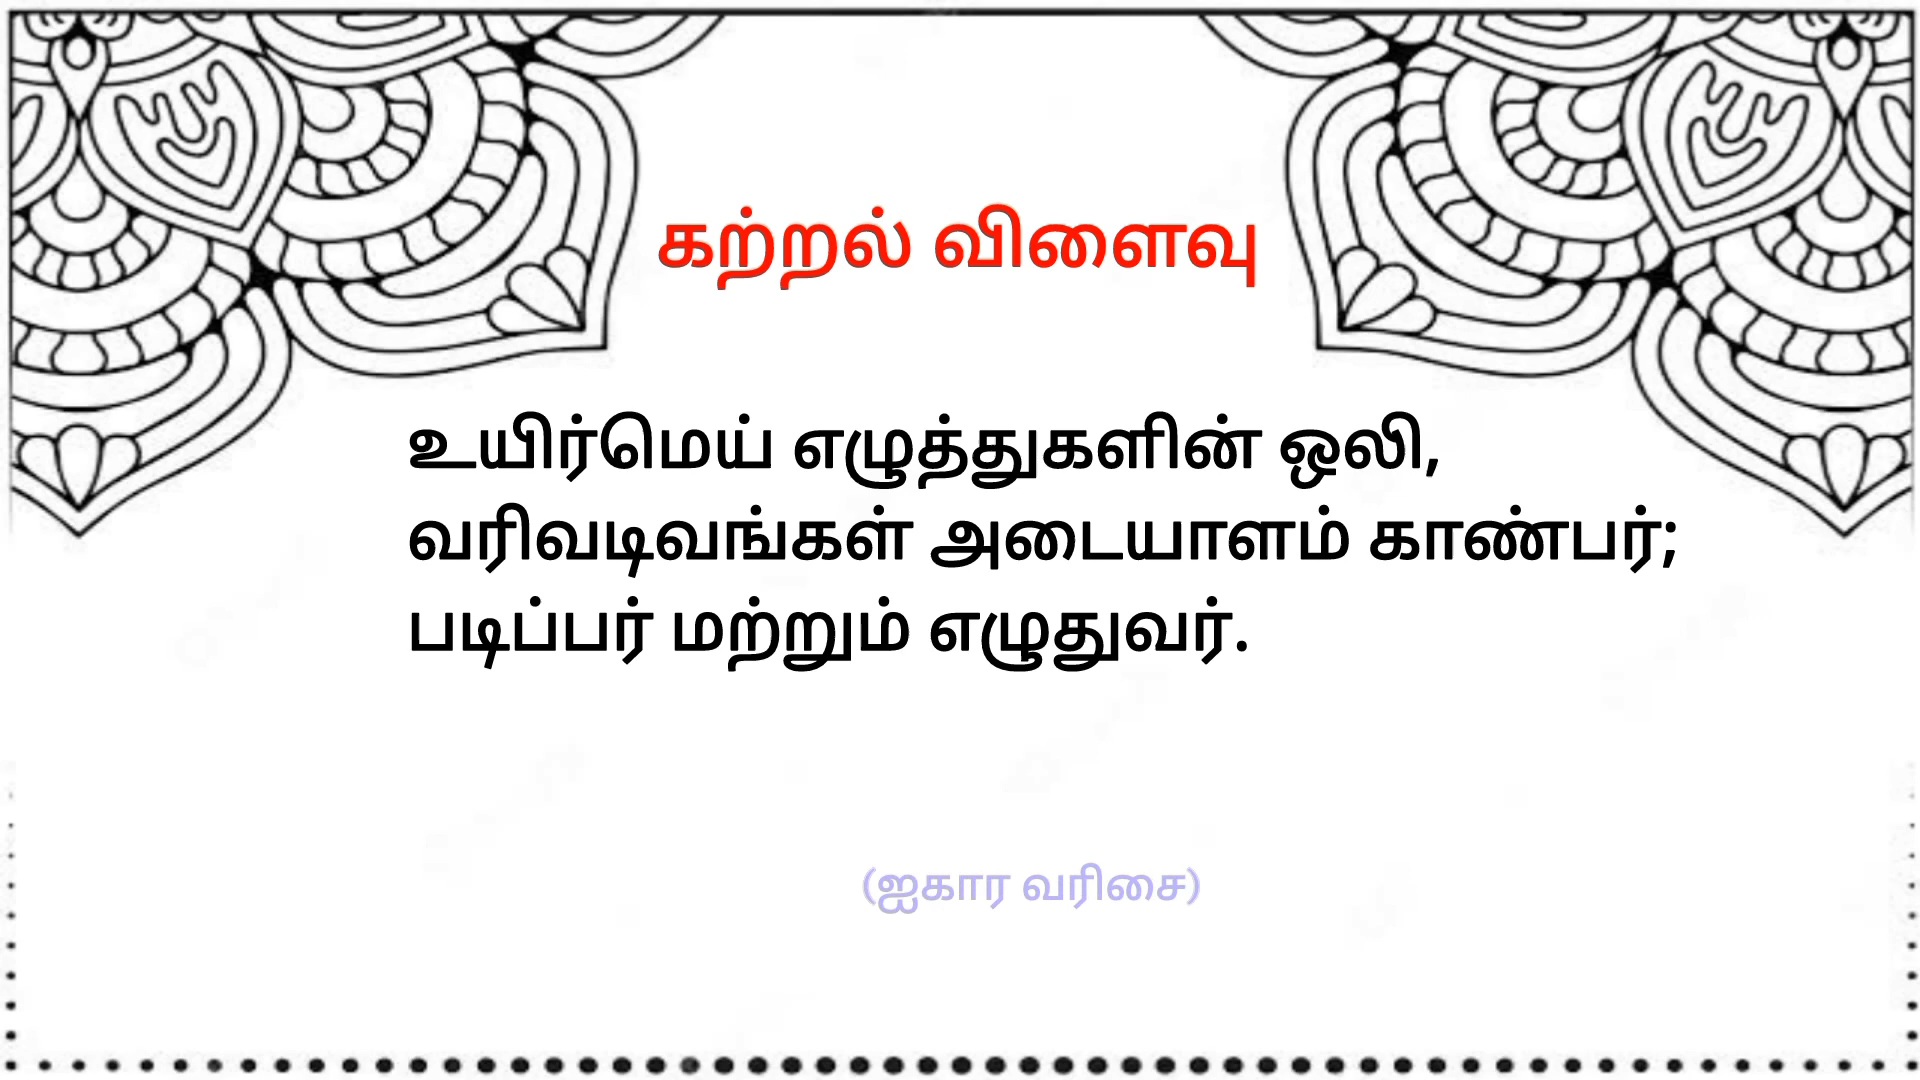 கற்றல் விளைவு
உயிர்மெய் எழுத்துகளின் ஒலி,
வரிவடிவங்கள் அடையாளம் காண்பர்;
படிப்பர் மற்றும் எழுதுவர்.
(ஐகார வரிசை)